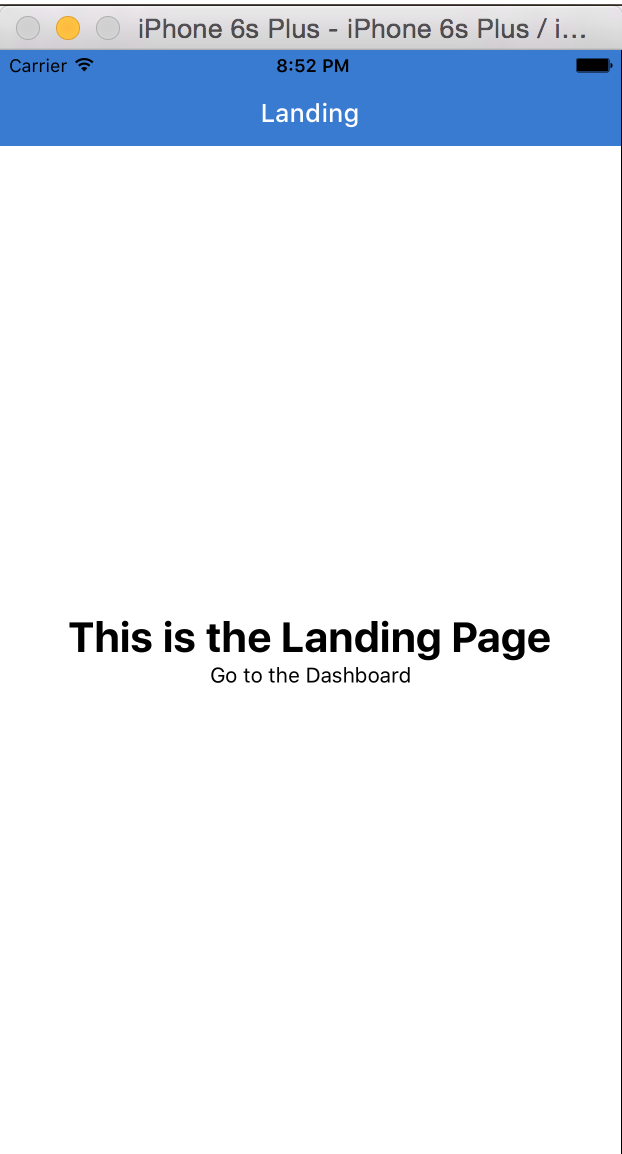 iPhone 6s Plus - iPhone 6s Plus / i...
Carrier 8:52 PM
Landing
This is the Landing Page
Go to the Dashboard